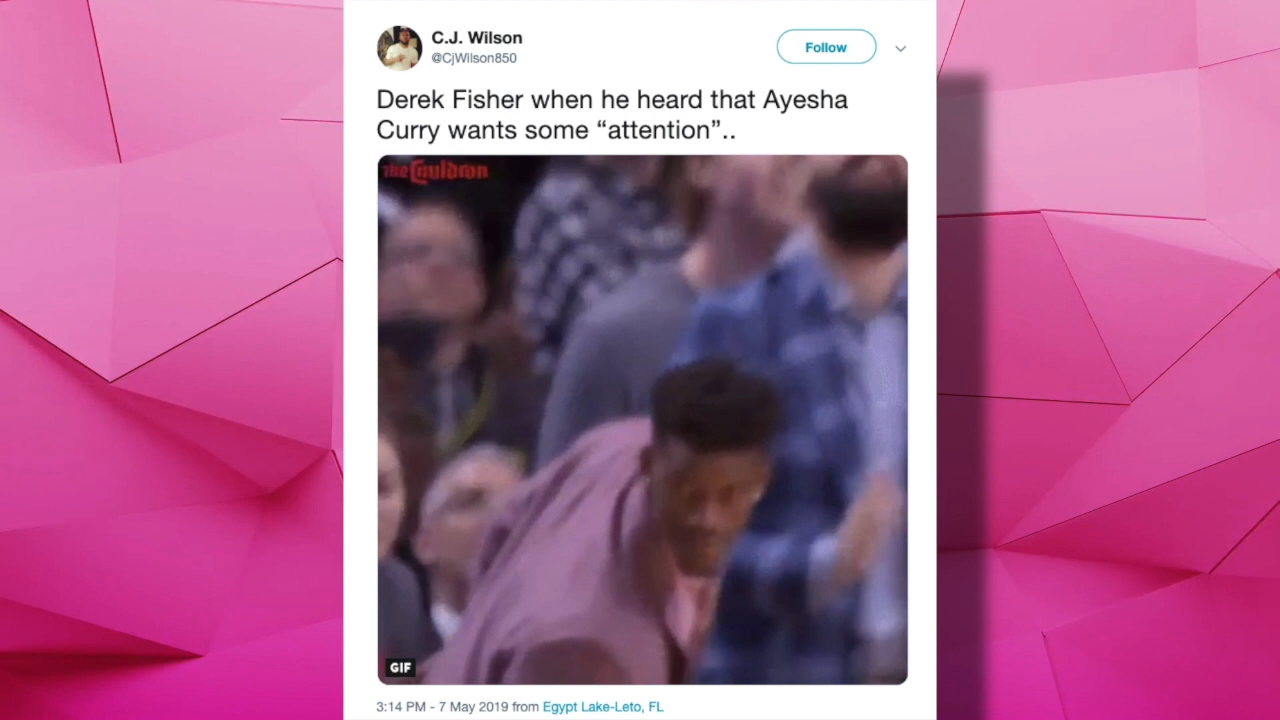 C.J. Wilson
@CjWilson850
Follow
Derek Fisher when he heard that Ayesha
Curry wants some “attention”..
The Cauldron
GIF
3:14 PM - 7 May 2019 from Egypt Lake-Leto, FL